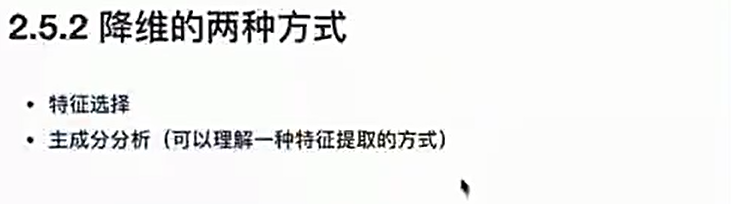 2.5.2 降维的两种方式
• 特征选择
• 主成分分析（可以理解一种特征提取的方式）